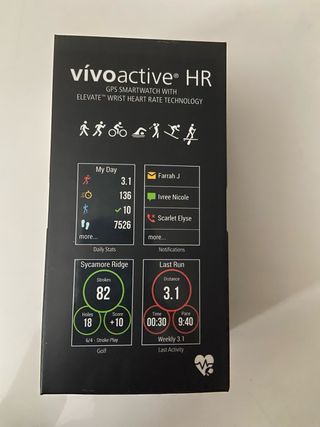 vívoactive® HR
GPS SMARTWATCH WITH
ELEVATE™ WRIST HEART RATE TECHNOLOGY
My Day
3.1
136
10
7526
more...
Daily Stats
Farrah J
Ivree Nicole
Scarlet Elyse
more...
Notifications
Sycamore Ridge
Strokes
82
Holes
18
Score
+10
6/4 - Stroke Play
Golf
Last Run
Distance
3.1
Time
00:30
Pace
9:40
Weekly 3.1
Last Activity